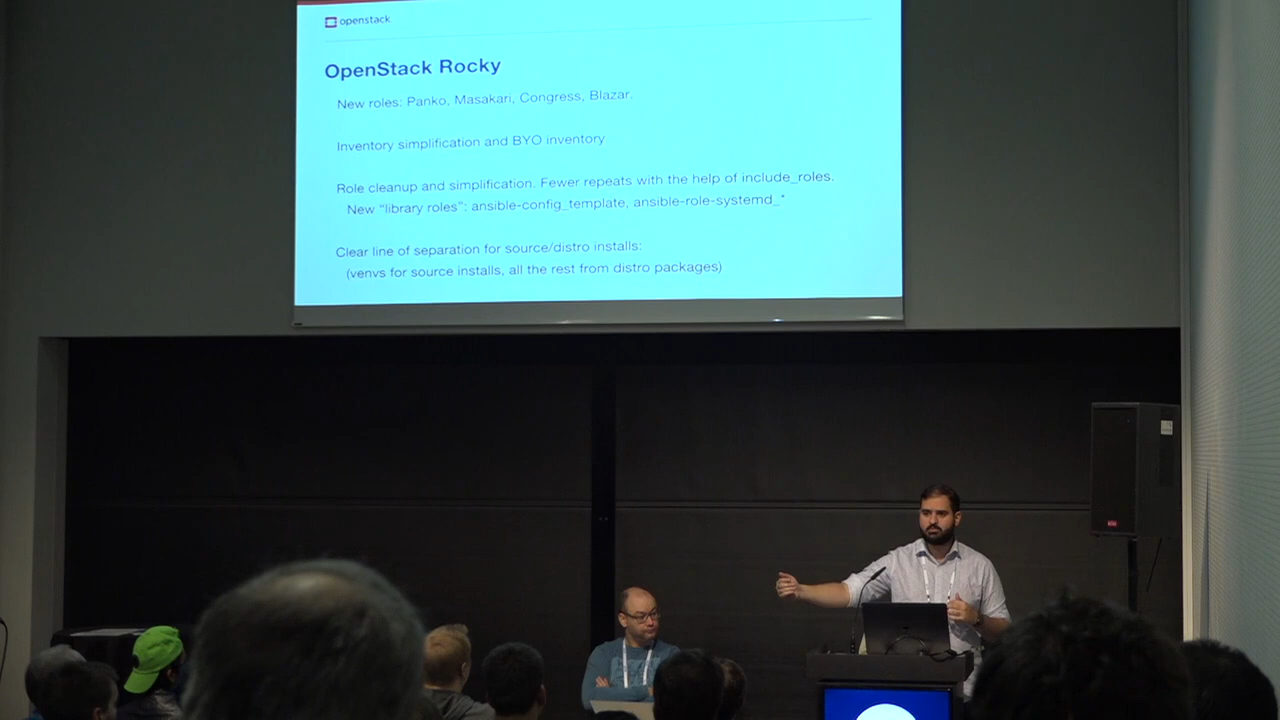 openstack
OpenStack Rocky
New roles: Panko, Masakari, Congress, Blazar.
Inventory simplification and BYO inventory
Role cleanup and simplification. Fewer repeats with the help of include_roles.
New “library roles”: ansible-config_template, ansible-role-systemd_*
Clear line of separation for source/distro installs:
(venvs for source installs, all the rest from distro packages)